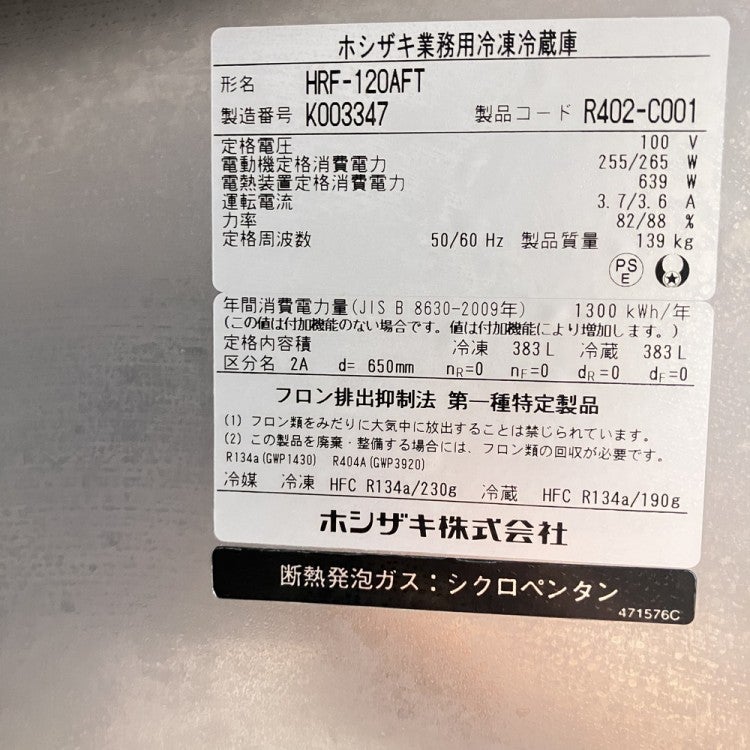 ホシザキ業務用冷凍冷蔵庫
形名 HRF-120AFT
製造番号 K003347 製品コード R402-C001
定格電圧 100 V
電動機定格消費電力 255/265 W
電熱装置定格消費電力 639 W
運転電流 3.7/3.6 A
力率 82/88 %
定格周波数 50/60 Hz 製品質量 139 kg
PS E
年間消費電力量(JIS B 8630-2009年) 1300 kWh/年
(この値は付加機能のない場合です。値は付加機能により増加します。)
定格内容積 冷凍 383 L 冷蔵 383 L
区分名 2A d= 650mm nR=0 nF=0 dR=0 dF=0
フロン排出抑制法 第一種特定製品
(1) フロン類をみだりに大気中に放出することは禁じられています。
(2) この製品を廃棄・整備する場合には、フロン類の回収が必要です。
R134a(GWP1430) R404A(GWP3920)
冷媒 冷凍 HFC R134a/230g 冷蔵 HFC R134a/190g
ホシザキ株式会社
断熱発泡ガス：シクロペンタン
471576C